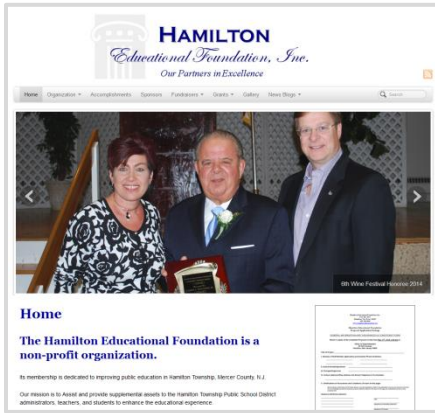 HAMILTON
Educational Foundation, Inc.
Our Partners in Excellence
Home Organization Accomplishments Sponsors Fundraisers Grants Gallery News Blogs Search
6th Wine Festival Honoree 2014
Home
The Hamilton Educational Foundation is a
non-profit organization.
Its membership is dedicated to improving public education in Hamilton Township, Mercer County, N.J.
Our mission is to Assist and provide supplemental assets to the Hamilton Township Public School District
administrators, teachers, and students to enhance the educational experience.